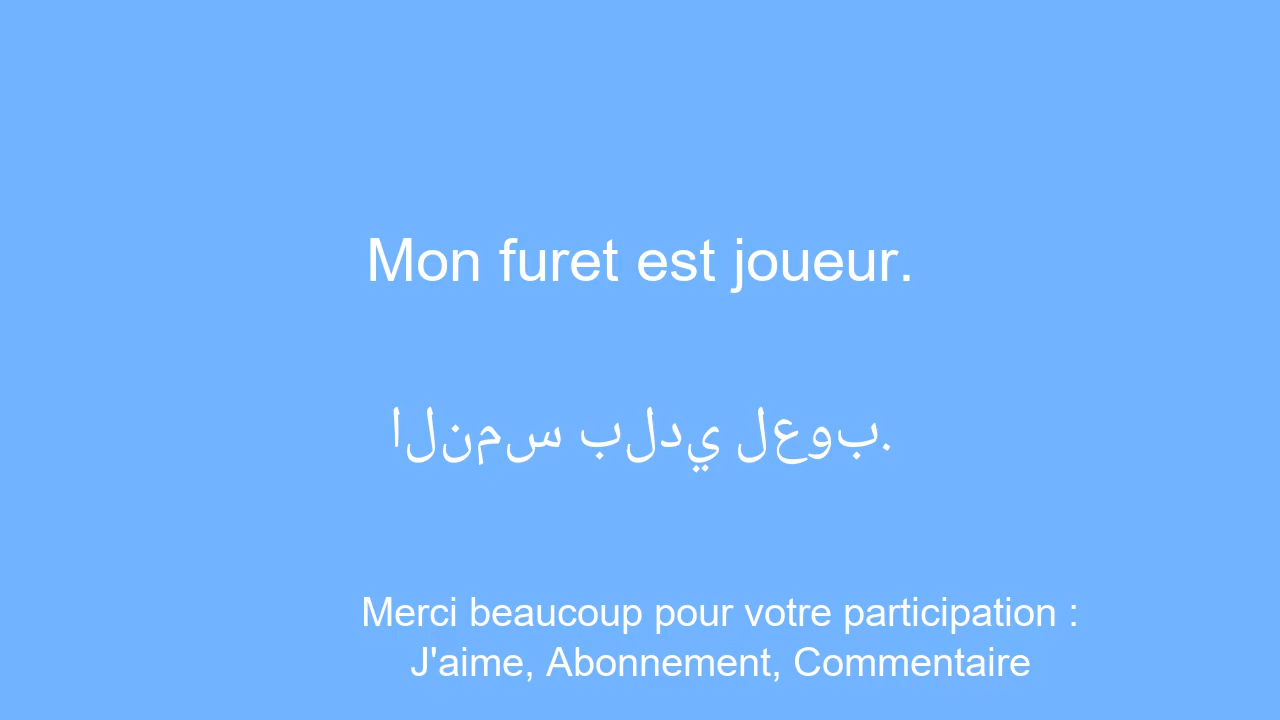 Mon furet est joueur.
النمس بلدي لعوب.
Merci beaucoup pour votre participation :
J'aime, Abonnement, Commentaire